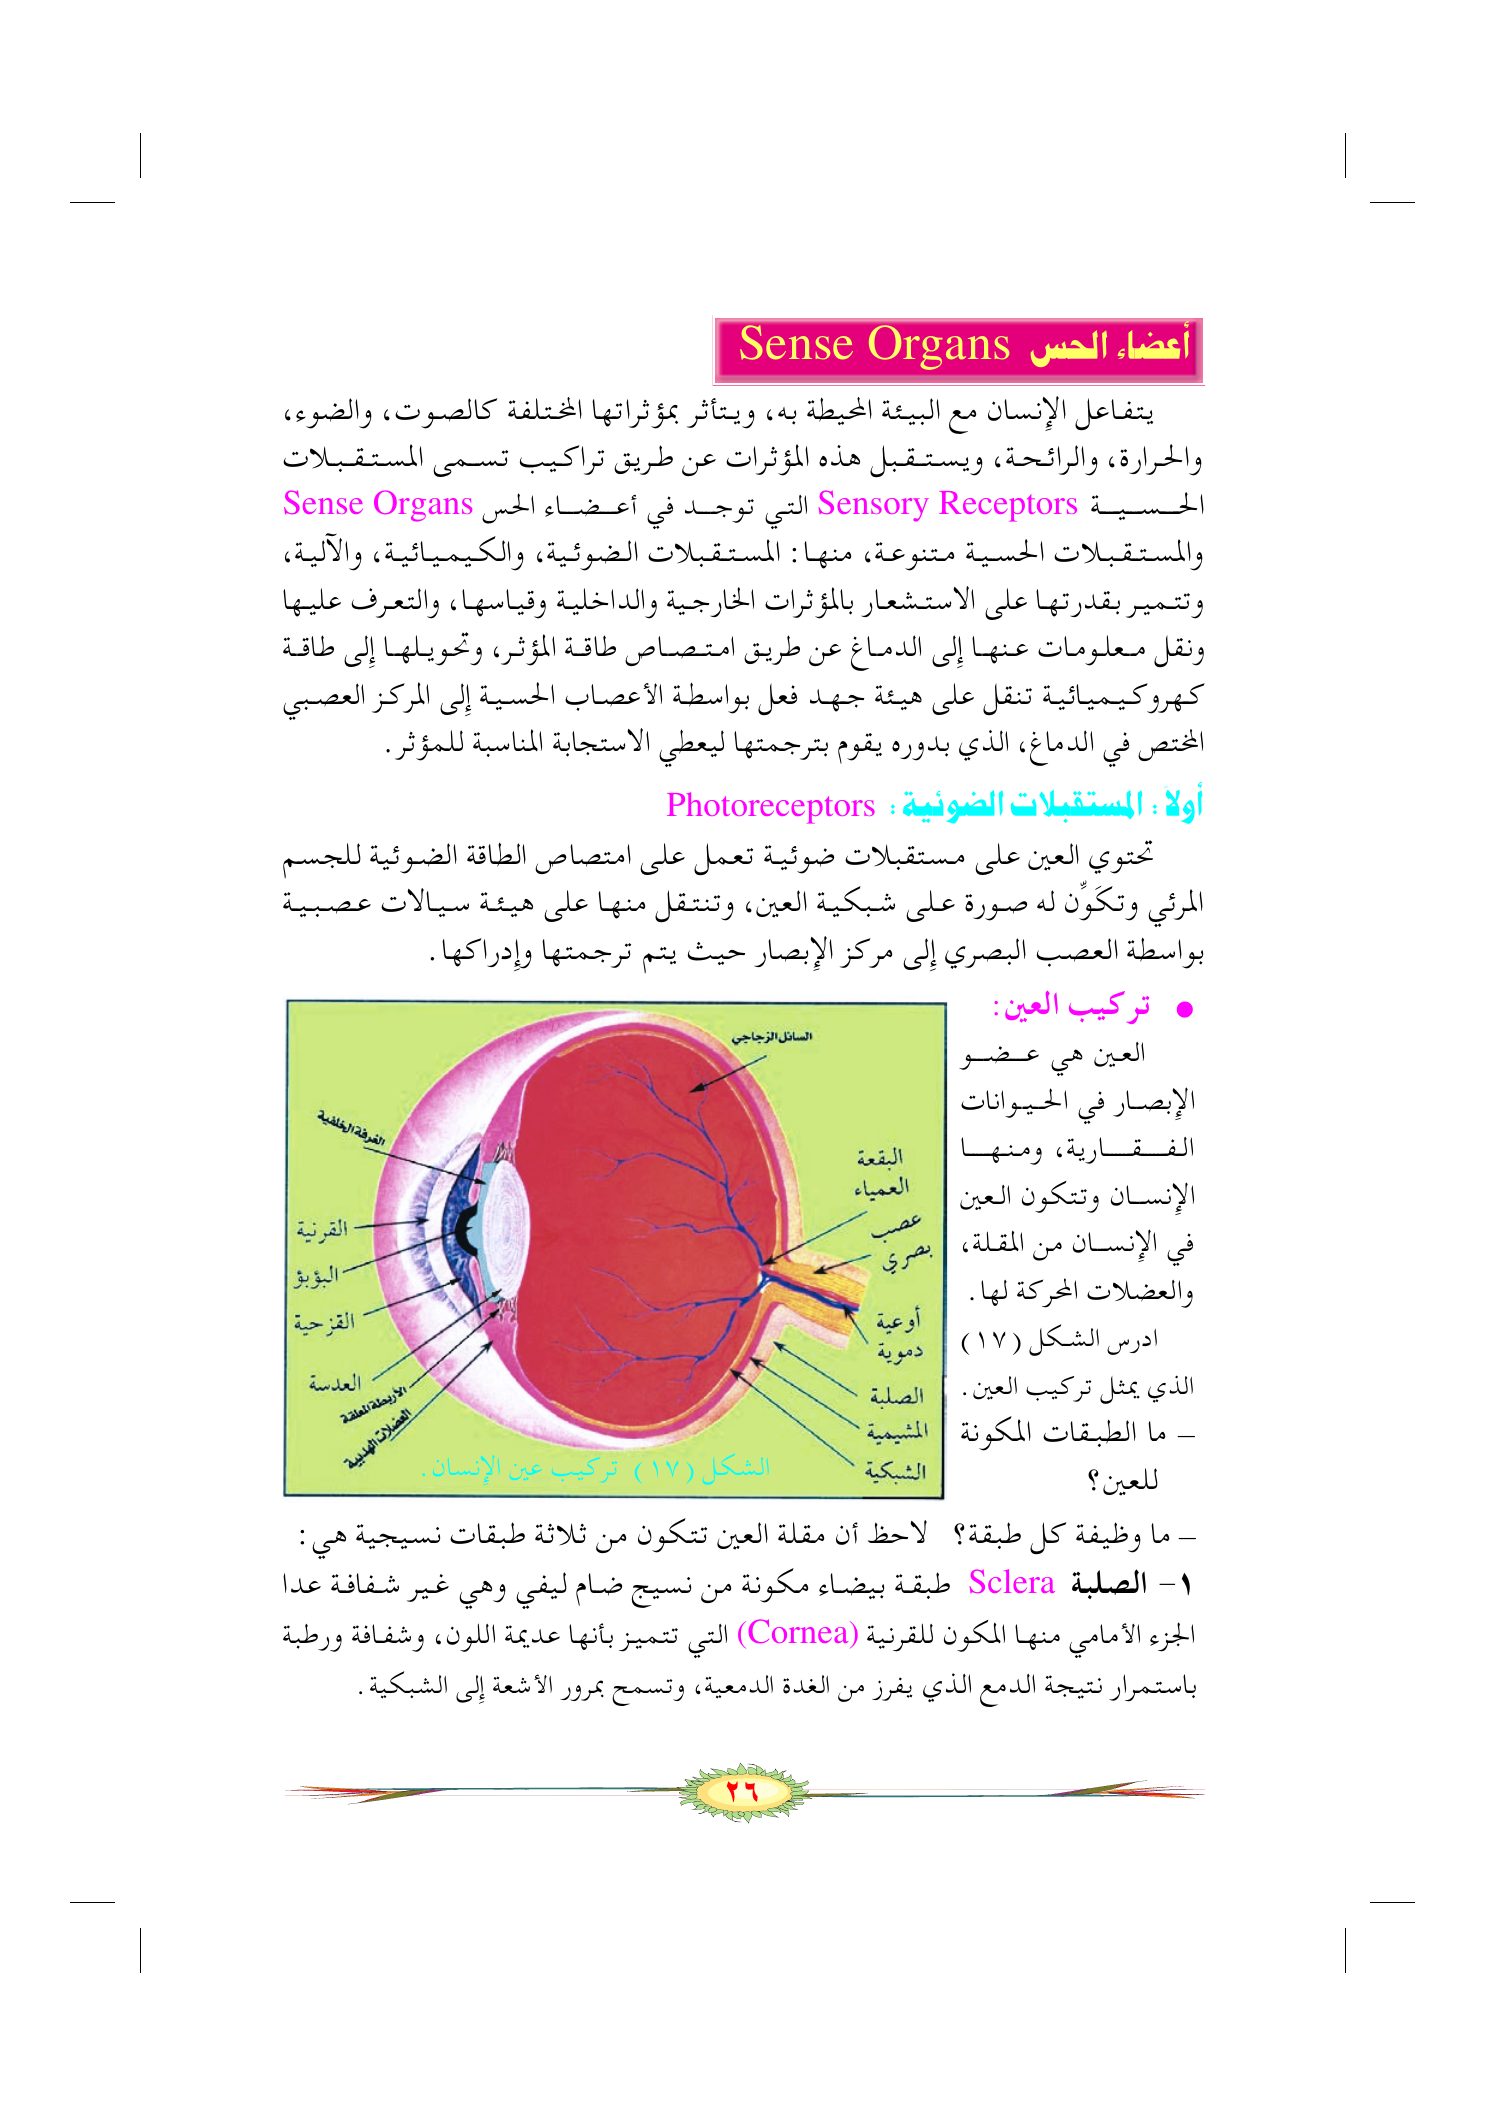 أعضاء الحس Sense Organs
يتفاعل الإنسان مع البيئة المحيطة به، ويتأثر بمؤثراتها المختلفة كالصوت، والضوء،
والحرارة، والرائحة، ويستقبل هذه المؤثرات عن طريق تراكيب تسمى المستقبلات
الحسية Sensory Receptors التي توجد في أعضاء الحس Sense Organs
والمستقبلات الحسية متنوعة، منها: المستقبلات الضوئية، والكيميائية، والآلية،
وتتميز بقدرتها على الاستشعار بالمؤثرات الخارجية والداخلية وقياسها، والتعرف عليها
ونقل معلومات عنها إلى الدماغ عن طريق امتصاص طاقة المؤثر، وتحويلها إلى طاقة
كهروكيميائية تنقل على هيئة جهد فعل بواسطة الأعصاب الحسية إلى المركز العصبي
المختص في الدماغ، الذي بدوره يقوم بترجمتها ليعطي الاستجابة المناسبة للمؤثر.
أولا : المستقبلات الضوئية : Photoreceptors
تحتوي العين على مستقبلات ضوئية تعمل على امتصاص الطاقة الضوئية للجسم
المرئي وتكَوِّن له صورة على شبكية العين، وتنتقل منها على هيئة سيالات عصبية
بواسطة العصب البصري إلى مركز الإبصار حيث يتم ترجمتها وإدراكها.
● تركيب العين:
العين هي عضو
الإبصار في الحيوانات
الفقارية، ومنها
الإنسان وتتكون العين
في الإنسان من المقلة،
والعضلات المحركة لها.
ادرس الشكل (١٧)
الذي يمثل تركيب العين.
– ما الطبقات المكونة
للعين؟
السائل الزجاجي
الغرفة الخلفية
القرنية
البؤبؤ
القزحية
العدسة
الأربطة المعلقة
العضلات الهدبية
البقعة
العمياء
عصب
بصري
أوعية
دموية
الصلبة
المشيمية
الشبكية
الشكل (١٧) تركيب عين الإنسان.
– ما وظيفة كل طبقة؟ لاحظ أن مقلة العين تتكون من ثلاثة طبقات نسيجية هي:
١– الصلبة Sclera طبقة بيضاء مكونة من نسيج ضام ليفي وهي غير شفافة عدا
الجزء الأمامي منها المكون للقرنية (Cornea) التي تتميز بأنها عديمة اللون، وشفافة ورطبة
باستمرار نتيجة الدمع الذي يفرز من الغدة الدمعية، وتسمح بمرور الأشعة إلى الشبكية.
٢٦